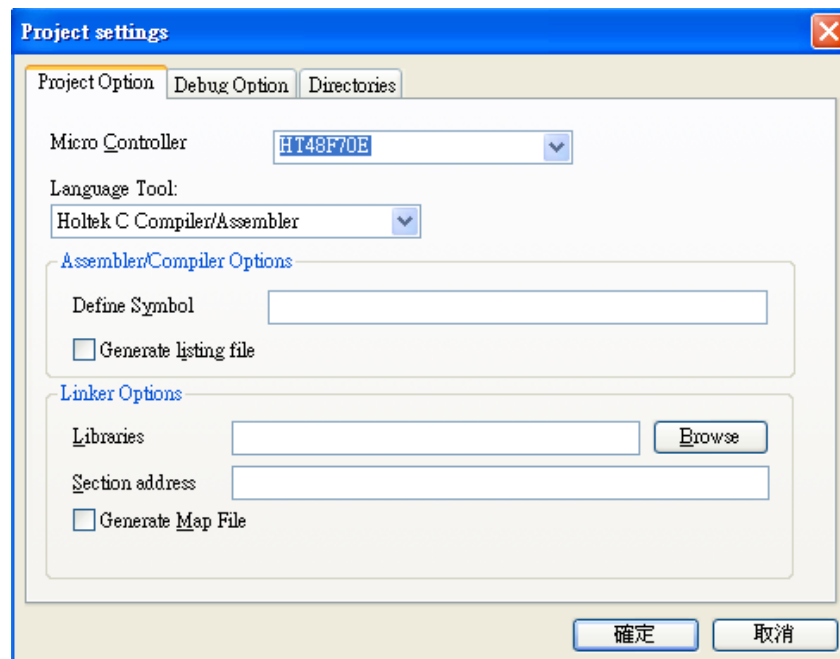 Project settings
Project Option Debug Option Directories
Micro Controller HT48F70E
Language Tool:
Holtek C Compiler/Assembler
Assembler/Compiler Options
Define Symbol
Generate listing file
Linker Options
Libraries Browse
Section address
Generate Map File
確定 取消